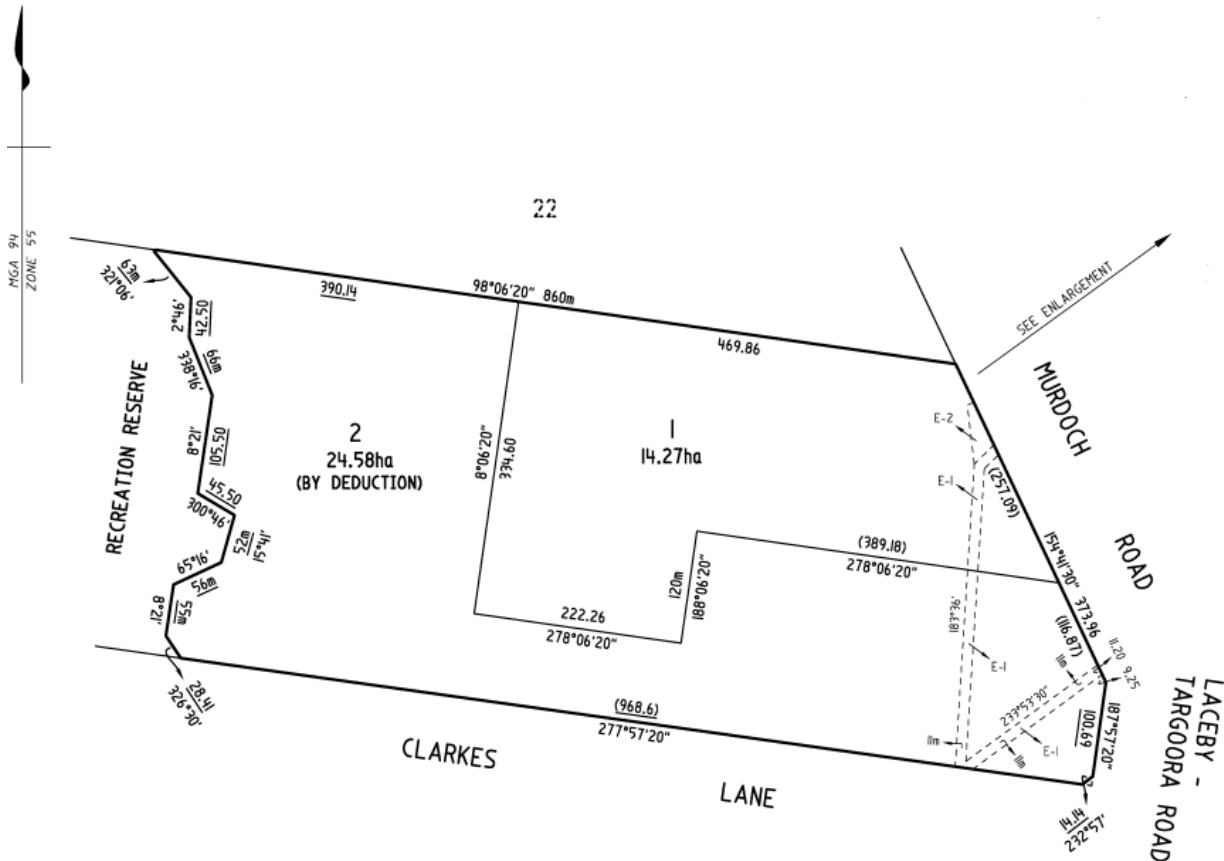 MGA 94
ZONE 55
22
63m
321°06'
390.14
98°06'20" 860m
469.86
SEE ENLARGEMENT
MURDOCH
ROAD
2°46'
42.50
338°16'
66m
RECREATION RESERVE
8°21'
105.50
2
24.58ha
(BY DEDUCTION)
8°06'20"
334.60
1
14.27ha
E-2
E-1
(257.09)
45.50
300°46'
52m
15°41'
65°16'
56m
8°21'
55m
(389.18)
278°06'20"
120m
188°06'20"
222.26
278°06'20"
183°36'
154°41'30" 373.96
(116.87)
11.20
9.25
11m
E-1
233°53'30"
E-1
11m
11m
187°57'20"
100.69
28.41
326°30'
(968.6)
277°57'20"
CLARKES
LANE
14.14
232°57'
LACEBY -
TARGOORA ROAD